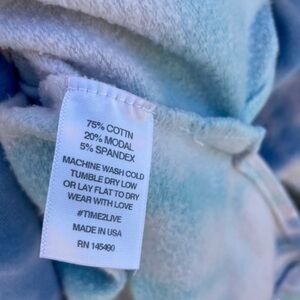 75% COTTN
20% MODAL
5% SPANDEX
MACHINE WASH COLD
TUMBLE DRY LOW
OR LAY FLAT TO DRY
WEAR WITH LOVE
#TIME2LIVE
MADE IN USA
RN 145490